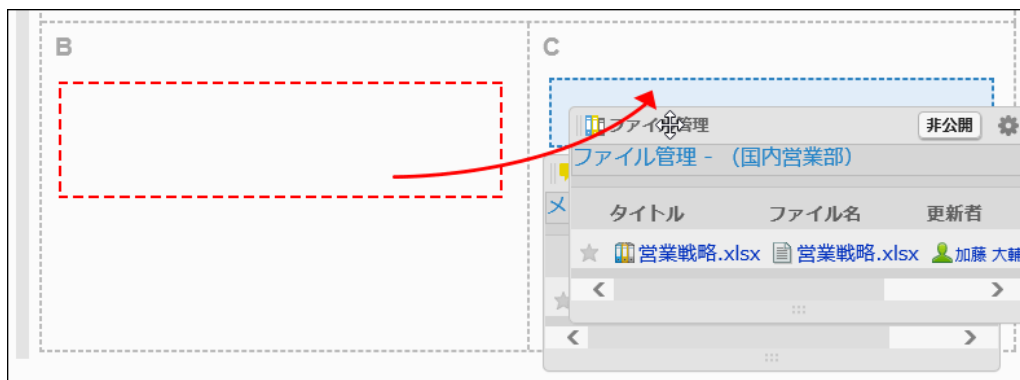 B
C
ファイル管理
非公開
ファイル管理 - （国内営業部）
メ
タイトル ファイル名 更新者
営業戦略.xlsx 営業戦略.xlsx 加藤 大輔